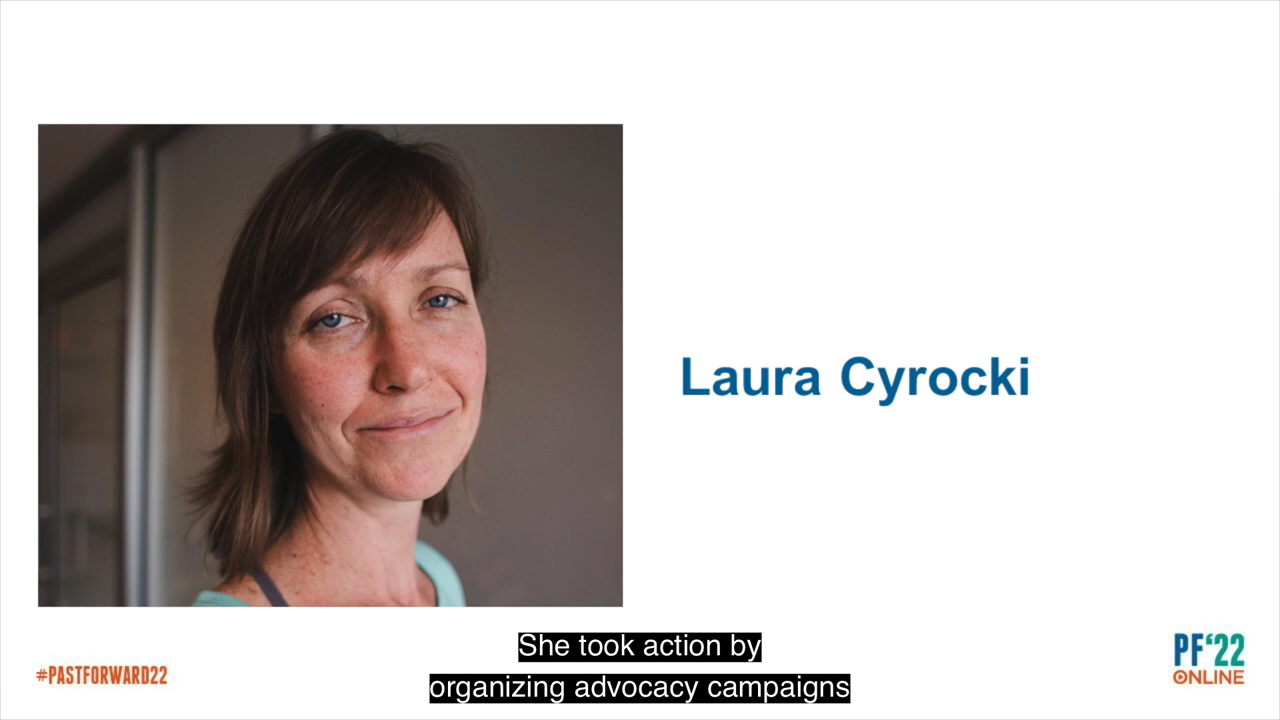 Laura Cyrocki
She took action by
organizing advocacy campaigns
#PASTFORWARD22
PF‘22
ONLINE